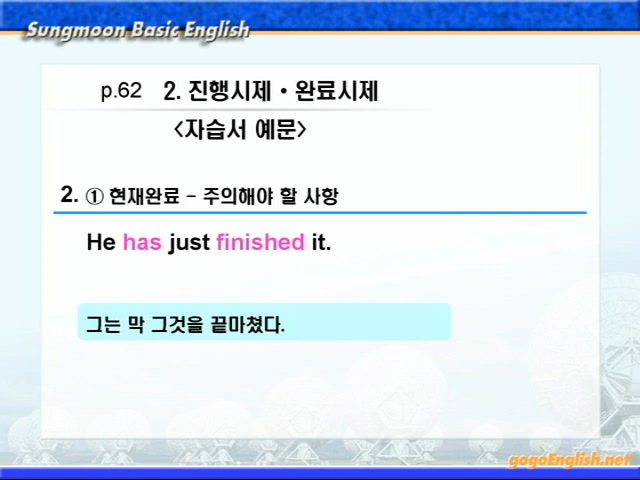 Sungmoon Basic English
p.62 2. 진행시제 • 완료시제
<자습서 예문>
2. ① 현재완료 - 주의해야 할 사항
He has just finished it.
그는 막 그것을 끝마쳤다.
gogoEnglish.net